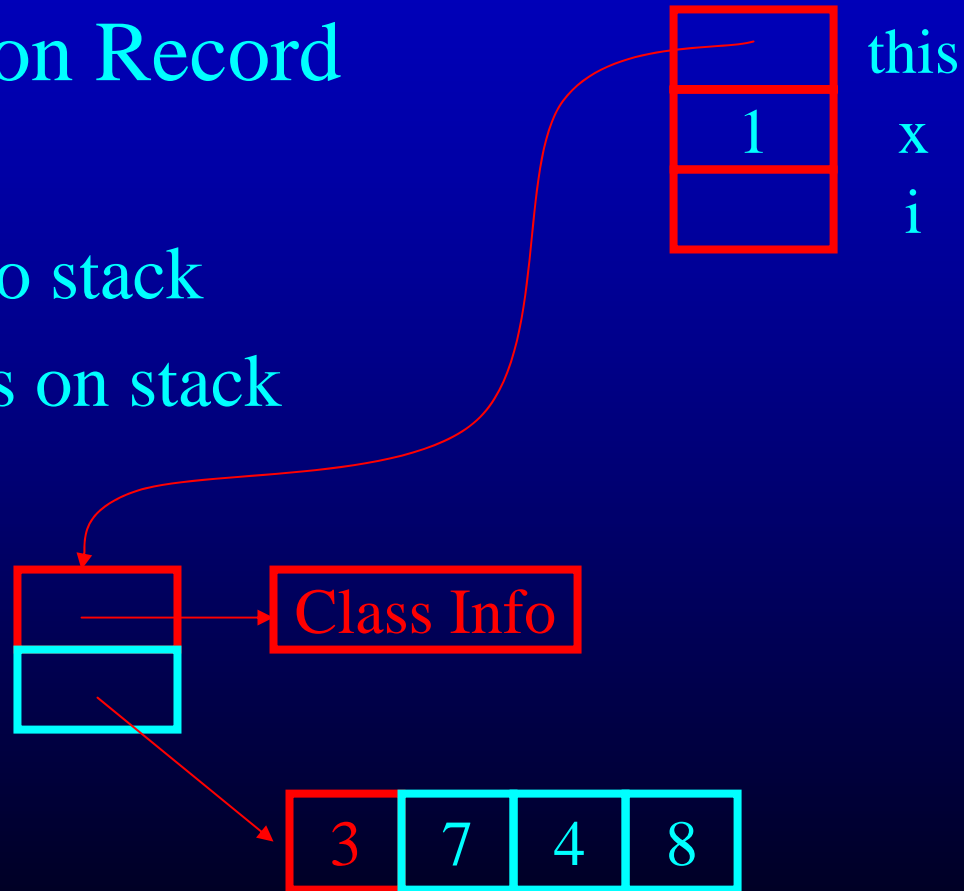 on Record
this
1 x
i
o stack
s on stack
Class Info
3 7 4 8